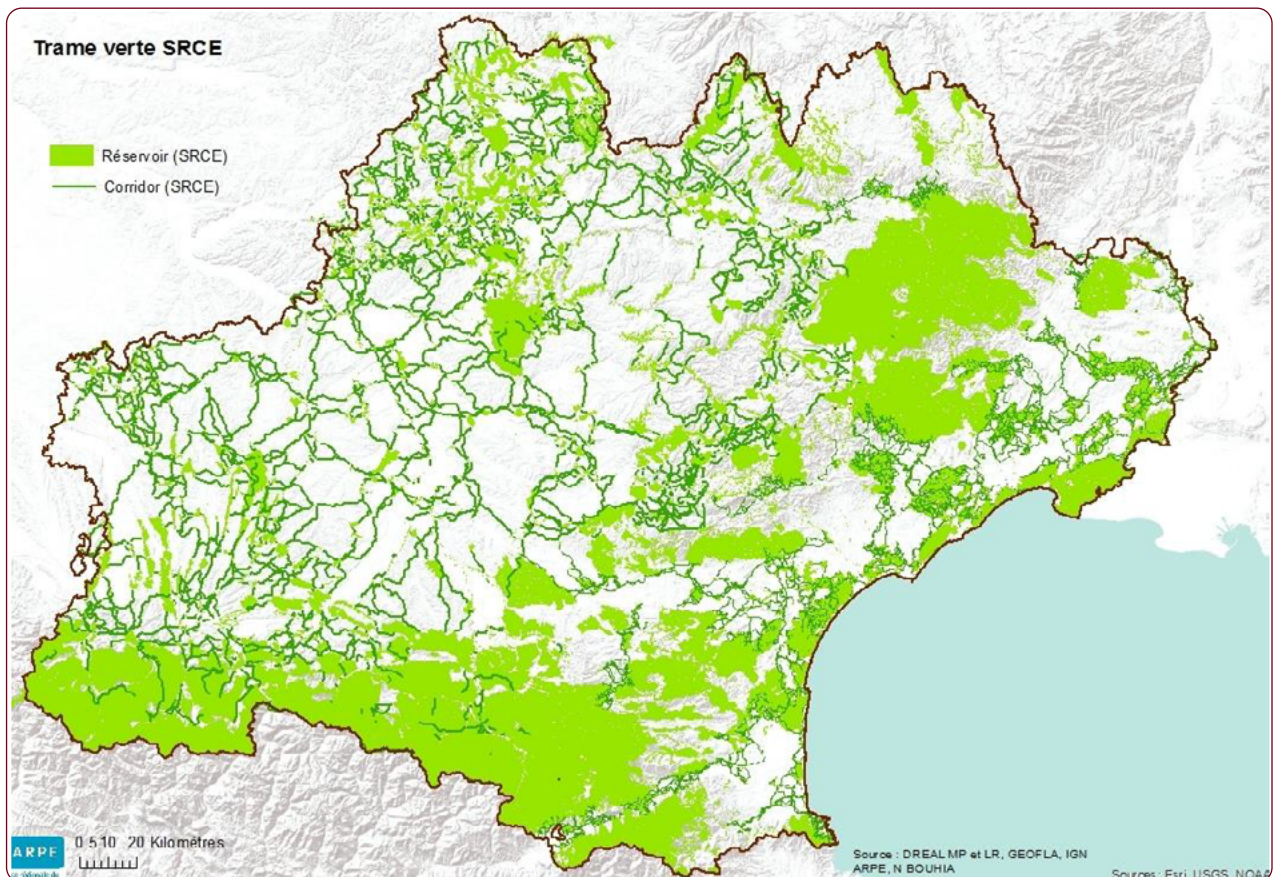 Trame verte SRCE
Réservoir (SRCE)
Corridor (SRCE)
ARPE
0 5 10 20 Kilomètres
Source : DREAL MP et LR, GEOFLA, IGN
ARPE, N BOUHIA
Sources : Esri, USGS, NOAA